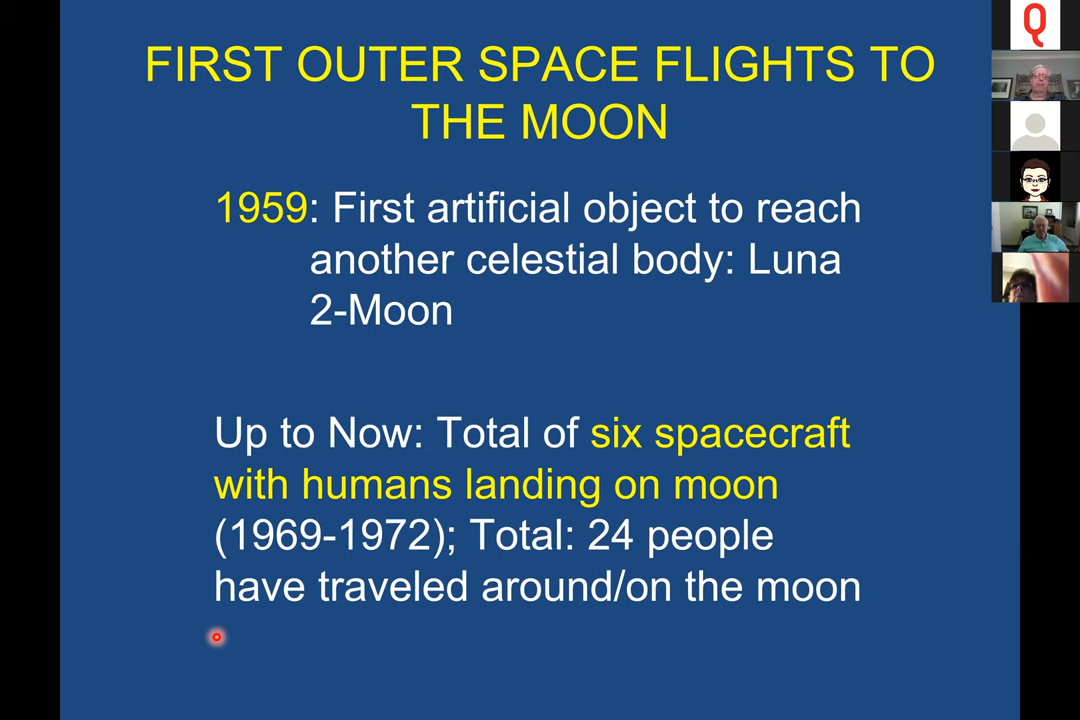 FIRST OUTER SPACE FLIGHTS TO
THE MOON
1959: First artificial object to reach
another celestial body: Luna
2-Moon
Up to Now: Total of six spacecraft
with humans landing on moon
(1969-1972); Total: 24 people
have traveled around/on the moon
Q